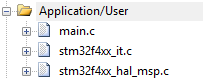 Application/User
main.c
stm32f4xx_it.c
stm32f4xx_hal_msp.c